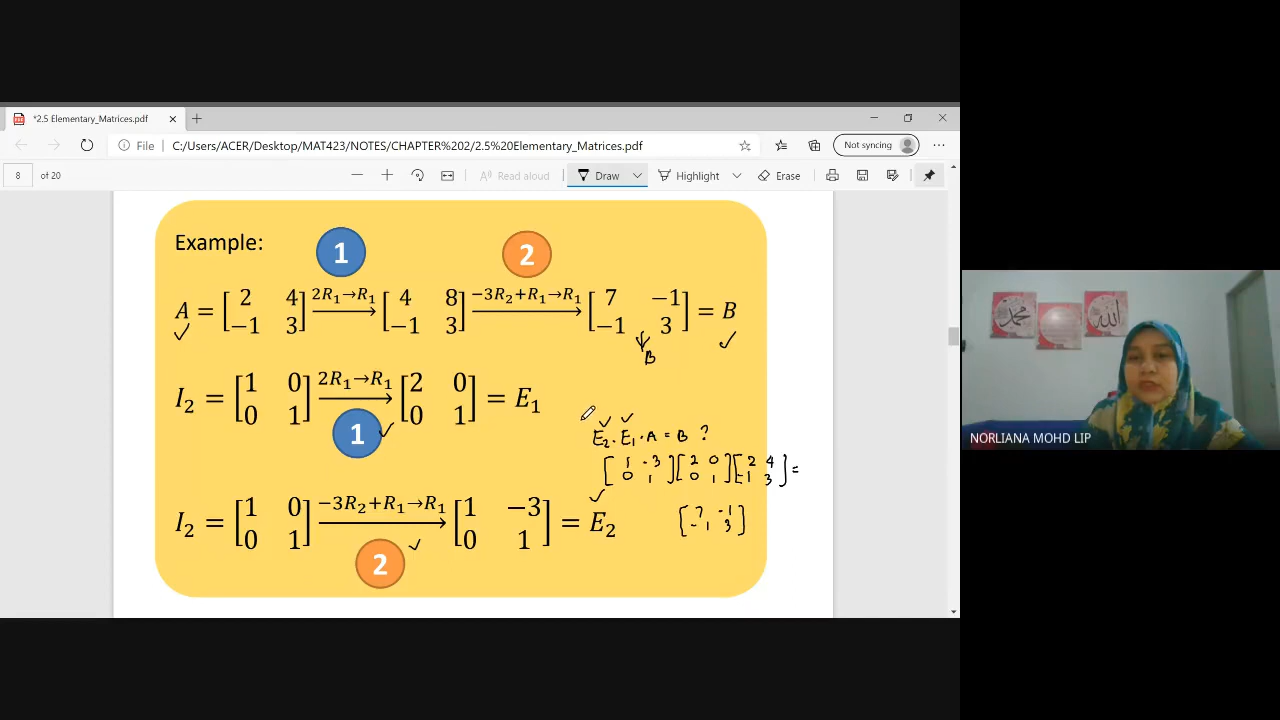 *2.5 Elementary_Matrices.pdf
File C:/Users/ACER/Desktop/MAT423/NOTES/CHAPTER%202/2.5%20Elementary_Matrices.pdf Not syncing
8 of 20 Read aloud Draw Highlight Erase
Example:
1 2
A = [2 4; -1 3] 2R₁→R₁ [4 8; -1 3] -3R₂+R₁→R₁ [7 -1; -1 3] = B
B
I₂ = [1 0; 0 1] 2R₁→R₁ [2 0; 0 1] = E₁
1
E₂ · E₁ · A = B ?
[1 -3; 0 1] [2 0; 0 1] [2 4; -1 3] =
I₂ = [1 0; 0 1] -3R₂+R₁→R₁ [1 -3; 0 1] = E₂
[7 -1; -1 3]
2
محمد
الله
NORLIANA MOHD LIP